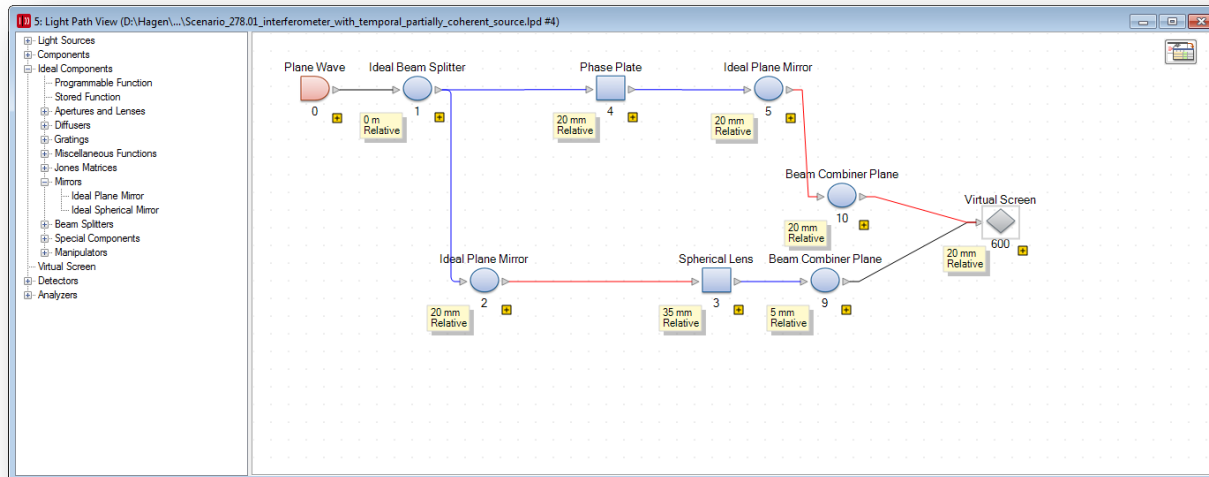 5: Light Path View (D:\Hagen\...\Scenario_278.01_interferometer_with_temporal_partially_coherent_source.lpd #4)
Light Sources
Components
Ideal Components
Programmable Function
Stored Function
Apertures and Lenses
Diffusers
Gratings
Miscellaneous Functions
Jones Matrices
Mirrors
Ideal Plane Mirror
Ideal Spherical Mirror
Beam Splitters
Special Components
Manipulators
Virtual Screen
Detectors
Analyzers
Plane Wave
0
Ideal Beam Splitter
1
0 m
Relative
Phase Plate
4
20 mm
Relative
Ideal Plane Mirror
5
20 mm
Relative
Beam Combiner Plane
10
20 mm
Relative
Virtual Screen
600
20 mm
Relative
Ideal Plane Mirror
2
20 mm
Relative
Spherical Lens
3
35 mm
Relative
Beam Combiner Plane
9
5 mm
Relative